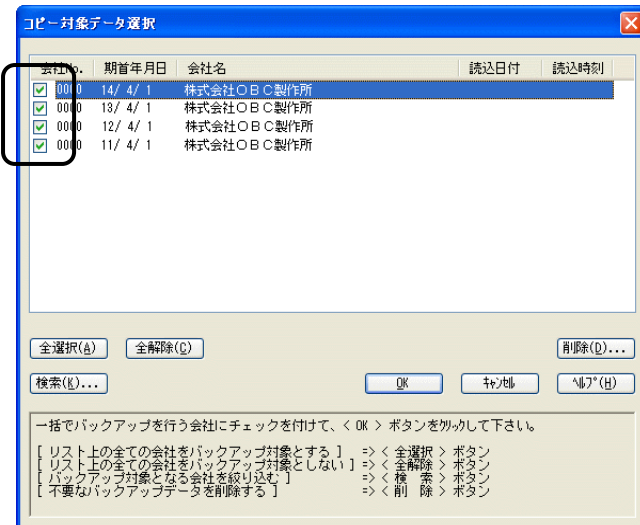 コピー対象データ選択
会社No. 期首年月日 会社名 読込日付 読込時刻
0000 14/ 4/ 1 株式会社ＯＢＣ製作所
0000 13/ 4/ 1 株式会社ＯＢＣ製作所
0000 12/ 4/ 1 株式会社ＯＢＣ製作所
0000 11/ 4/ 1 株式会社ＯＢＣ製作所
全選択(A) 全解除(C) 削除(D)...
検索(K)... OK ｷｬﾝｾﾙ ﾍﾙﾌﾟ(H)
一括でバックアップを行う会社にチェックを付けて、< OK > ボタンをｸﾘｯｸして下さい。
[ リスト上の全ての会社をバックアップ対象とする ] => < 全選択 > ボタン
[ リスト上の全ての会社をバックアップ対象としない ] => < 全解除 > ボタン
[ バックアップ対象となる会社を絞り込む ] => < 検 索 > ボタン
[ 不要なバックアップデータを削除する ] => < 削 除 > ボタン